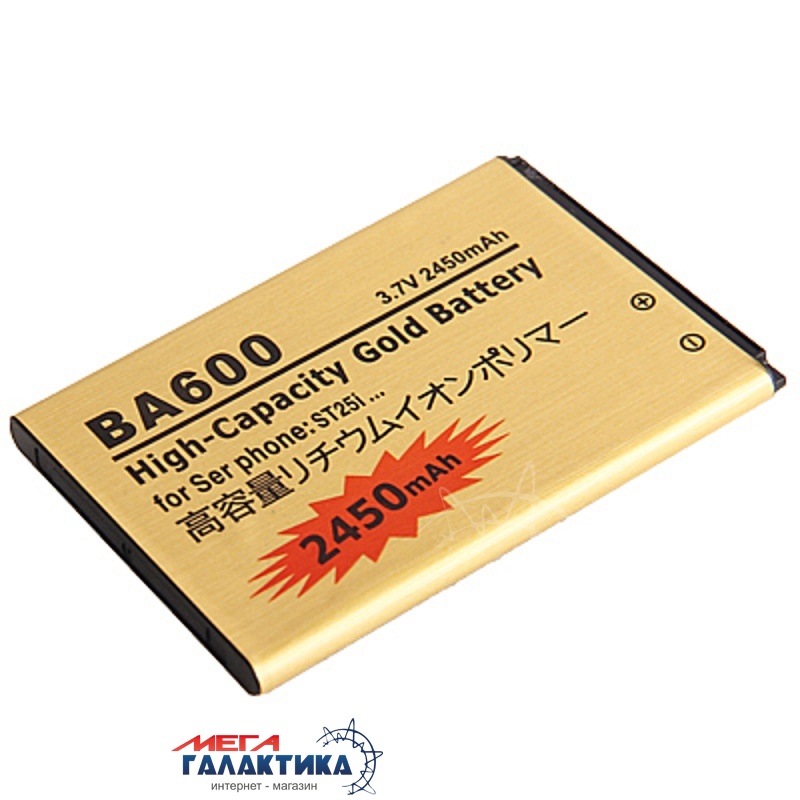 3.7V 2450mAh
BA600
High-Capacity Gold Battery
for Ser phone: ST25i ...
高容量リチウムイオンポリマー
2450mAh
+
-
МЕГА
ГАЛАКТИКА
интернет - магазин